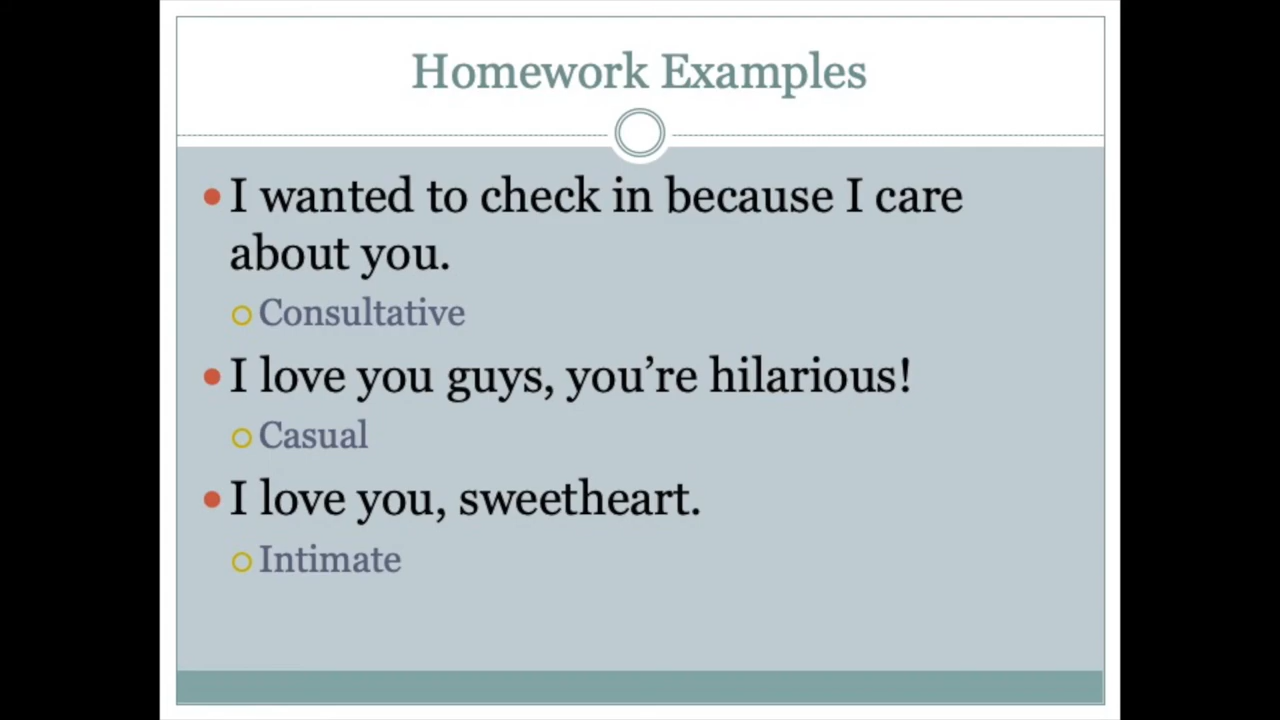 Homework Examples
I wanted to check in because I care
about you.
Consultative
I love you guys, you’re hilarious!
Casual
I love you, sweetheart.
Intimate